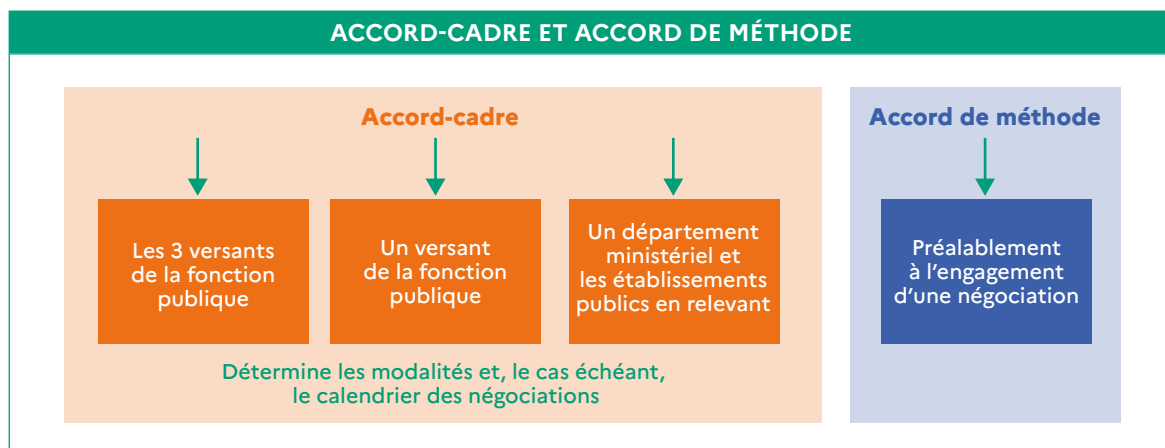 ACCORD-CADRE ET ACCORD DE MÉTHODE
Accord-cadre
Les 3 versants
de la fonction
publique
Un versant
de la fonction
publique
Un département
ministériel et
les établissements
publics en relevant
Détermine les modalités et, le cas échéant,
le calendrier des négociations
Accord de méthode
Préalablement
à l’engagement
d’une négociation